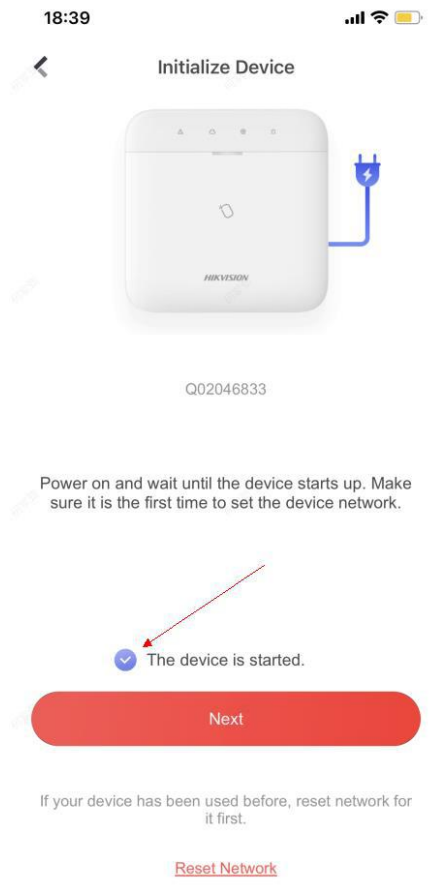 18:39
Initialize Device
HIKVISION
Q02046833
Power on and wait until the device starts up. Make
sure it is the first time to set the device network.
The device is started.
Next
If your device has been used before, reset network for
it first.
Reset Network